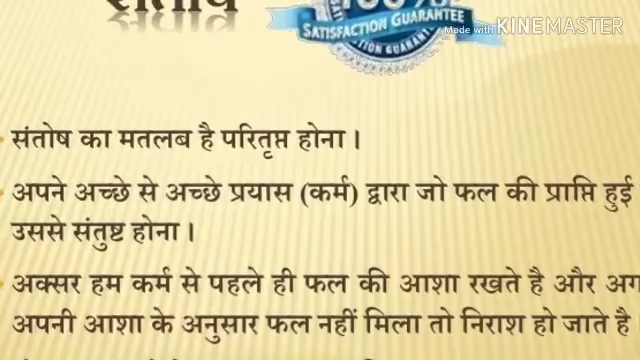 संतोष
100%
SATISFACTION GUARANTEE
Made with KINEMASTER
संतोष का मतलब है परितृप्त होना ।
अपने अच्छे से अच्छे प्रयास (कर्म) द्वारा जो फल की प्राप्ति हुई
उससे संतुष्ट होना ।
अक्सर हम कर्म से पहले ही फल की आशा रखते है और
अपनी आशा के अनुसार फल नहीं मिला तो निराश हो जाते है